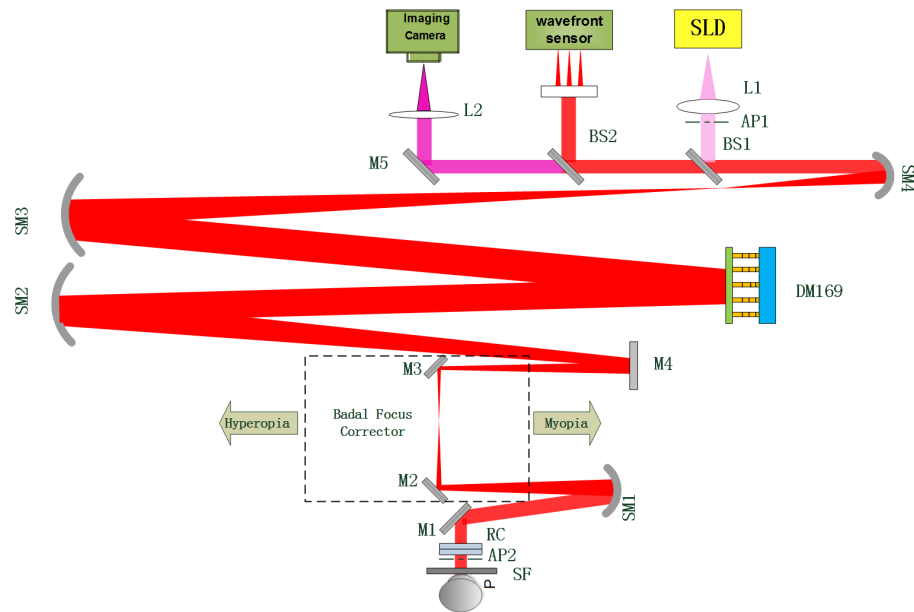 Imaging
Camera
wavefront
sensor
SLD
L1
L2
AP1
BS2
BS1
M5
SM4
SM3
SM2
DM169
M4
M3
Hyperopia
Badal Focus
Corrector
Myopia
M2
SM1
M1
RC
AP2
SF
P